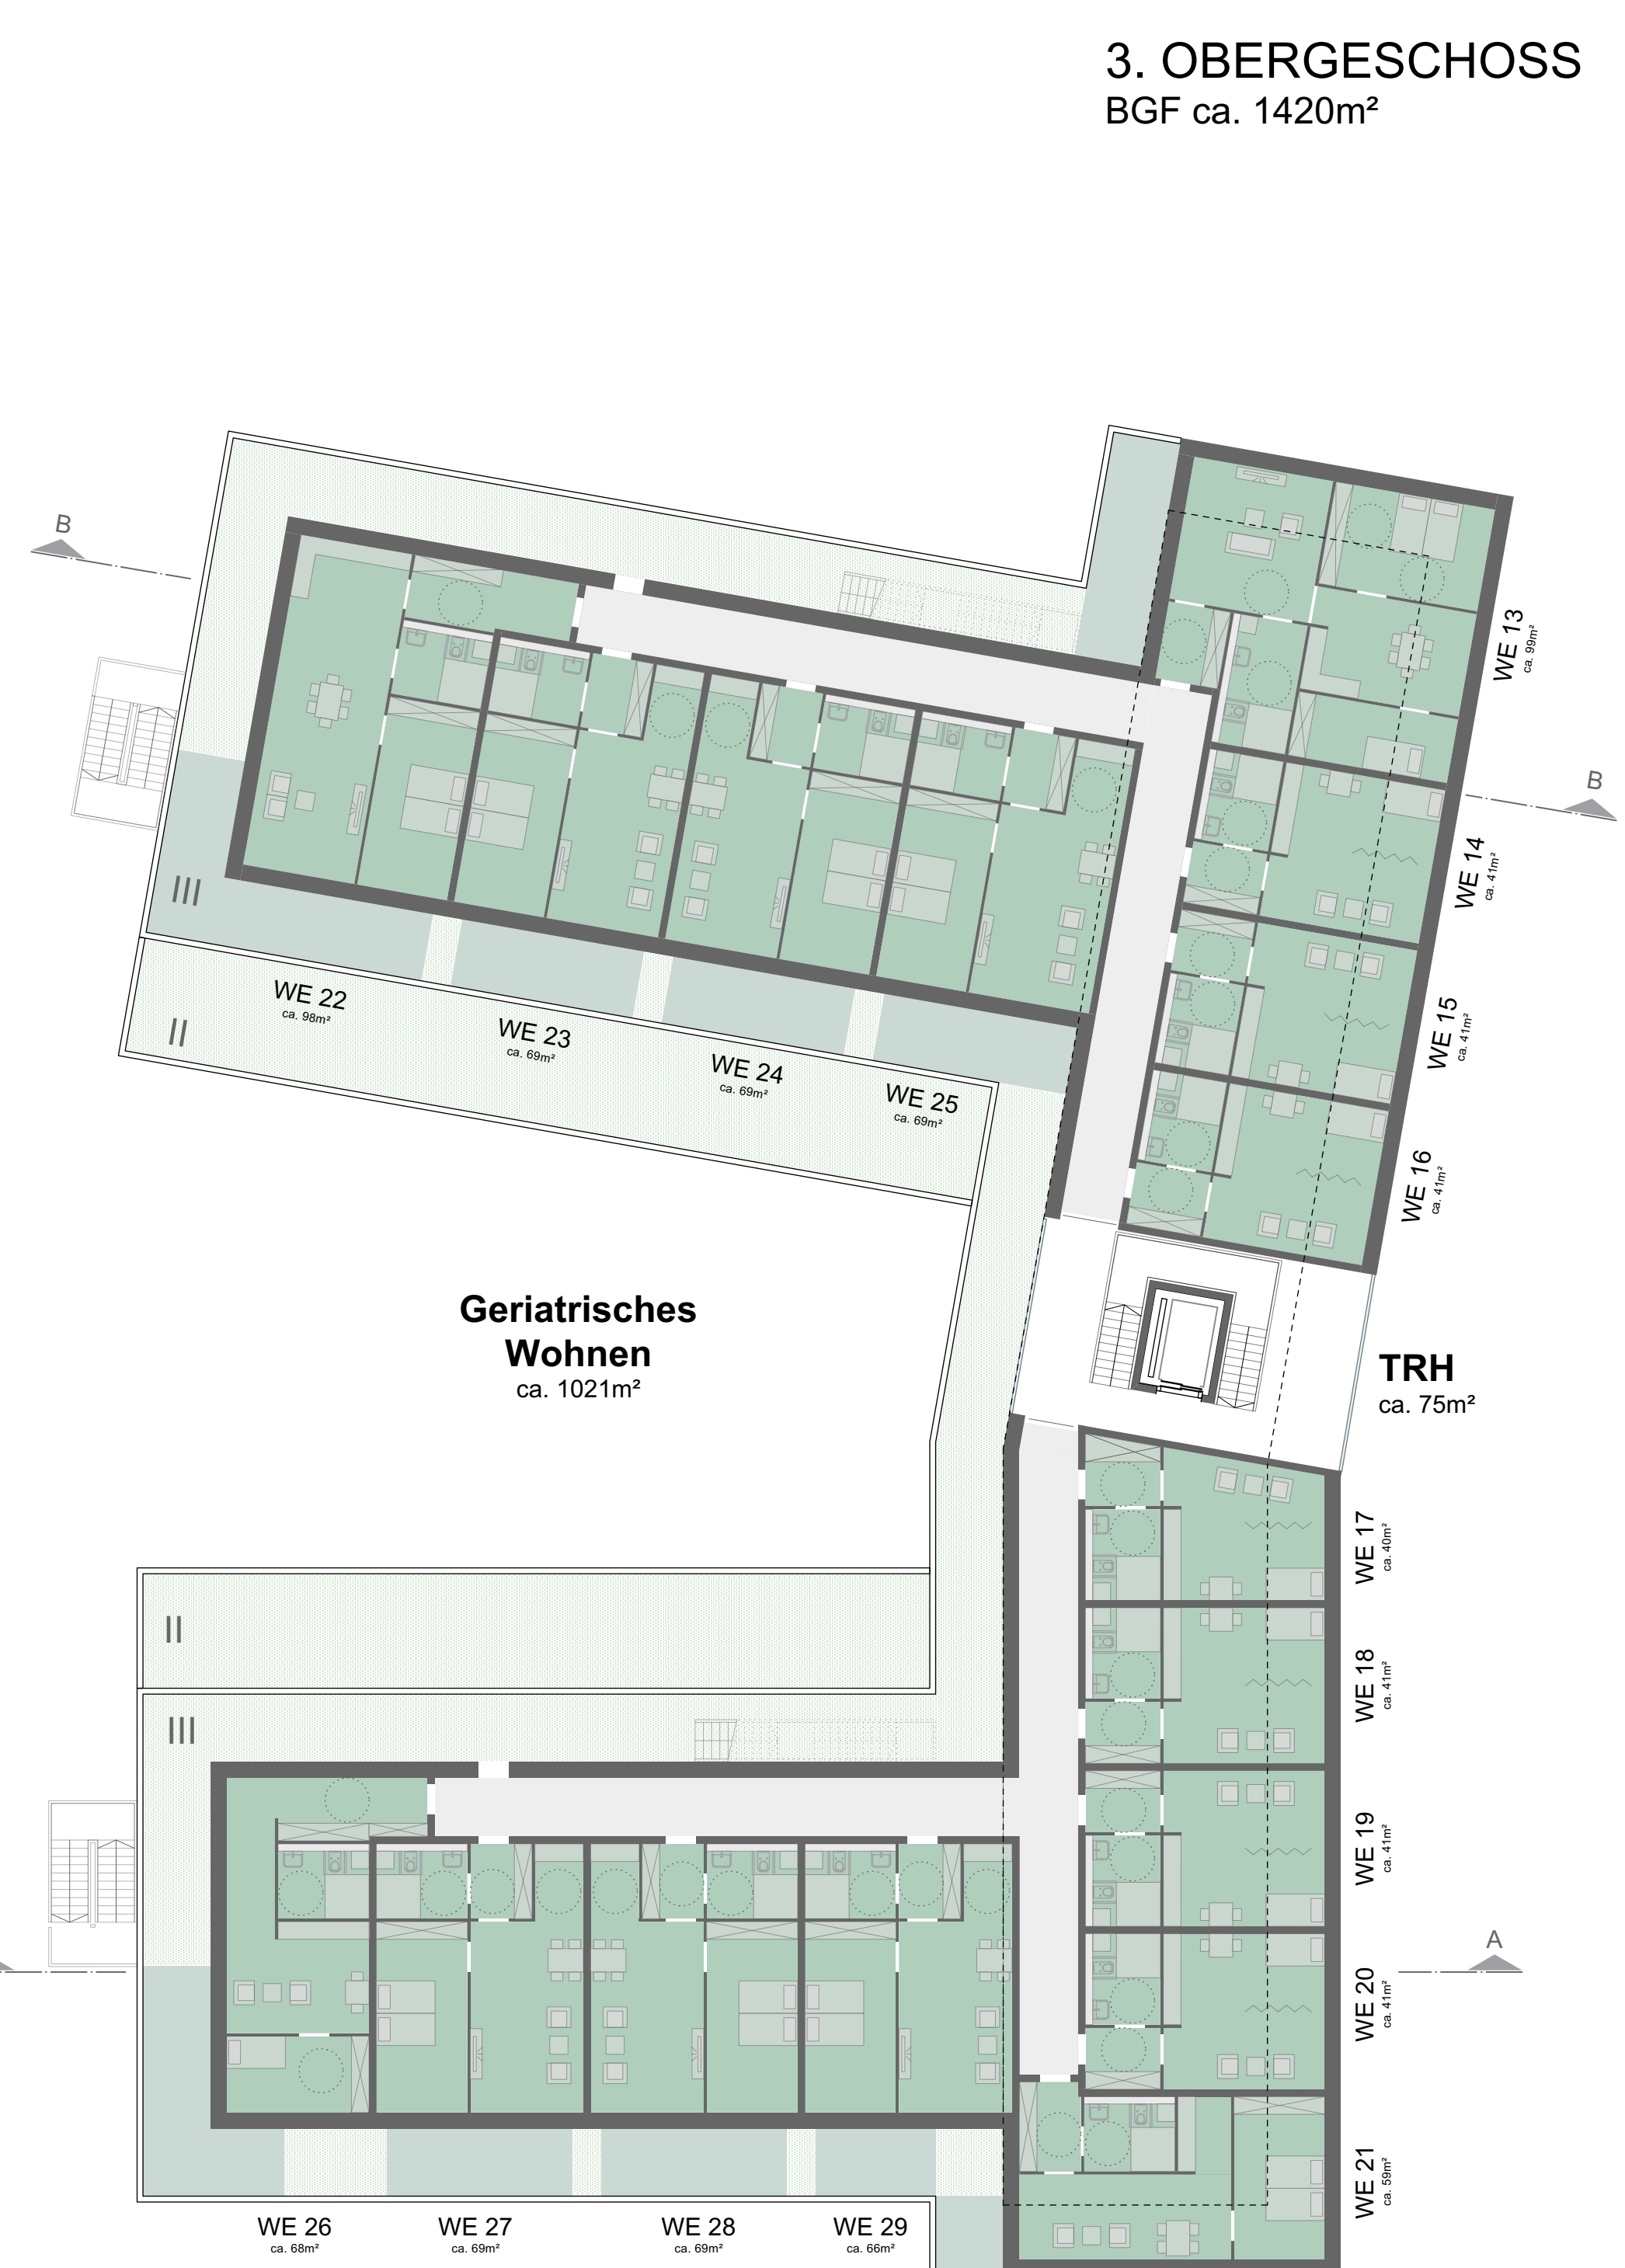 3. OBERGESCHOSS
BGF ca. 1420m²
B
B
WE 13
ca. 99m²
WE 14
ca. 41m²
WE 15
ca. 41m²
WE 16
ca. 41m²
III
II
WE 22
ca. 98m²
WE 23
ca. 69m²
WE 24
ca. 69m²
WE 25
ca. 69m²
Geriatrisches
Wohnen
ca. 1021m²
TRH
ca. 75m²
WE 17
ca. 40m²
WE 18
ca. 41m²
WE 19
ca. 41m²
WE 20
ca. 41m²
WE 21
ca. 59m²
II
III
A
WE 26
ca. 68m²
WE 27
ca. 69m²
WE 28
ca. 69m²
WE 29
ca. 66m²